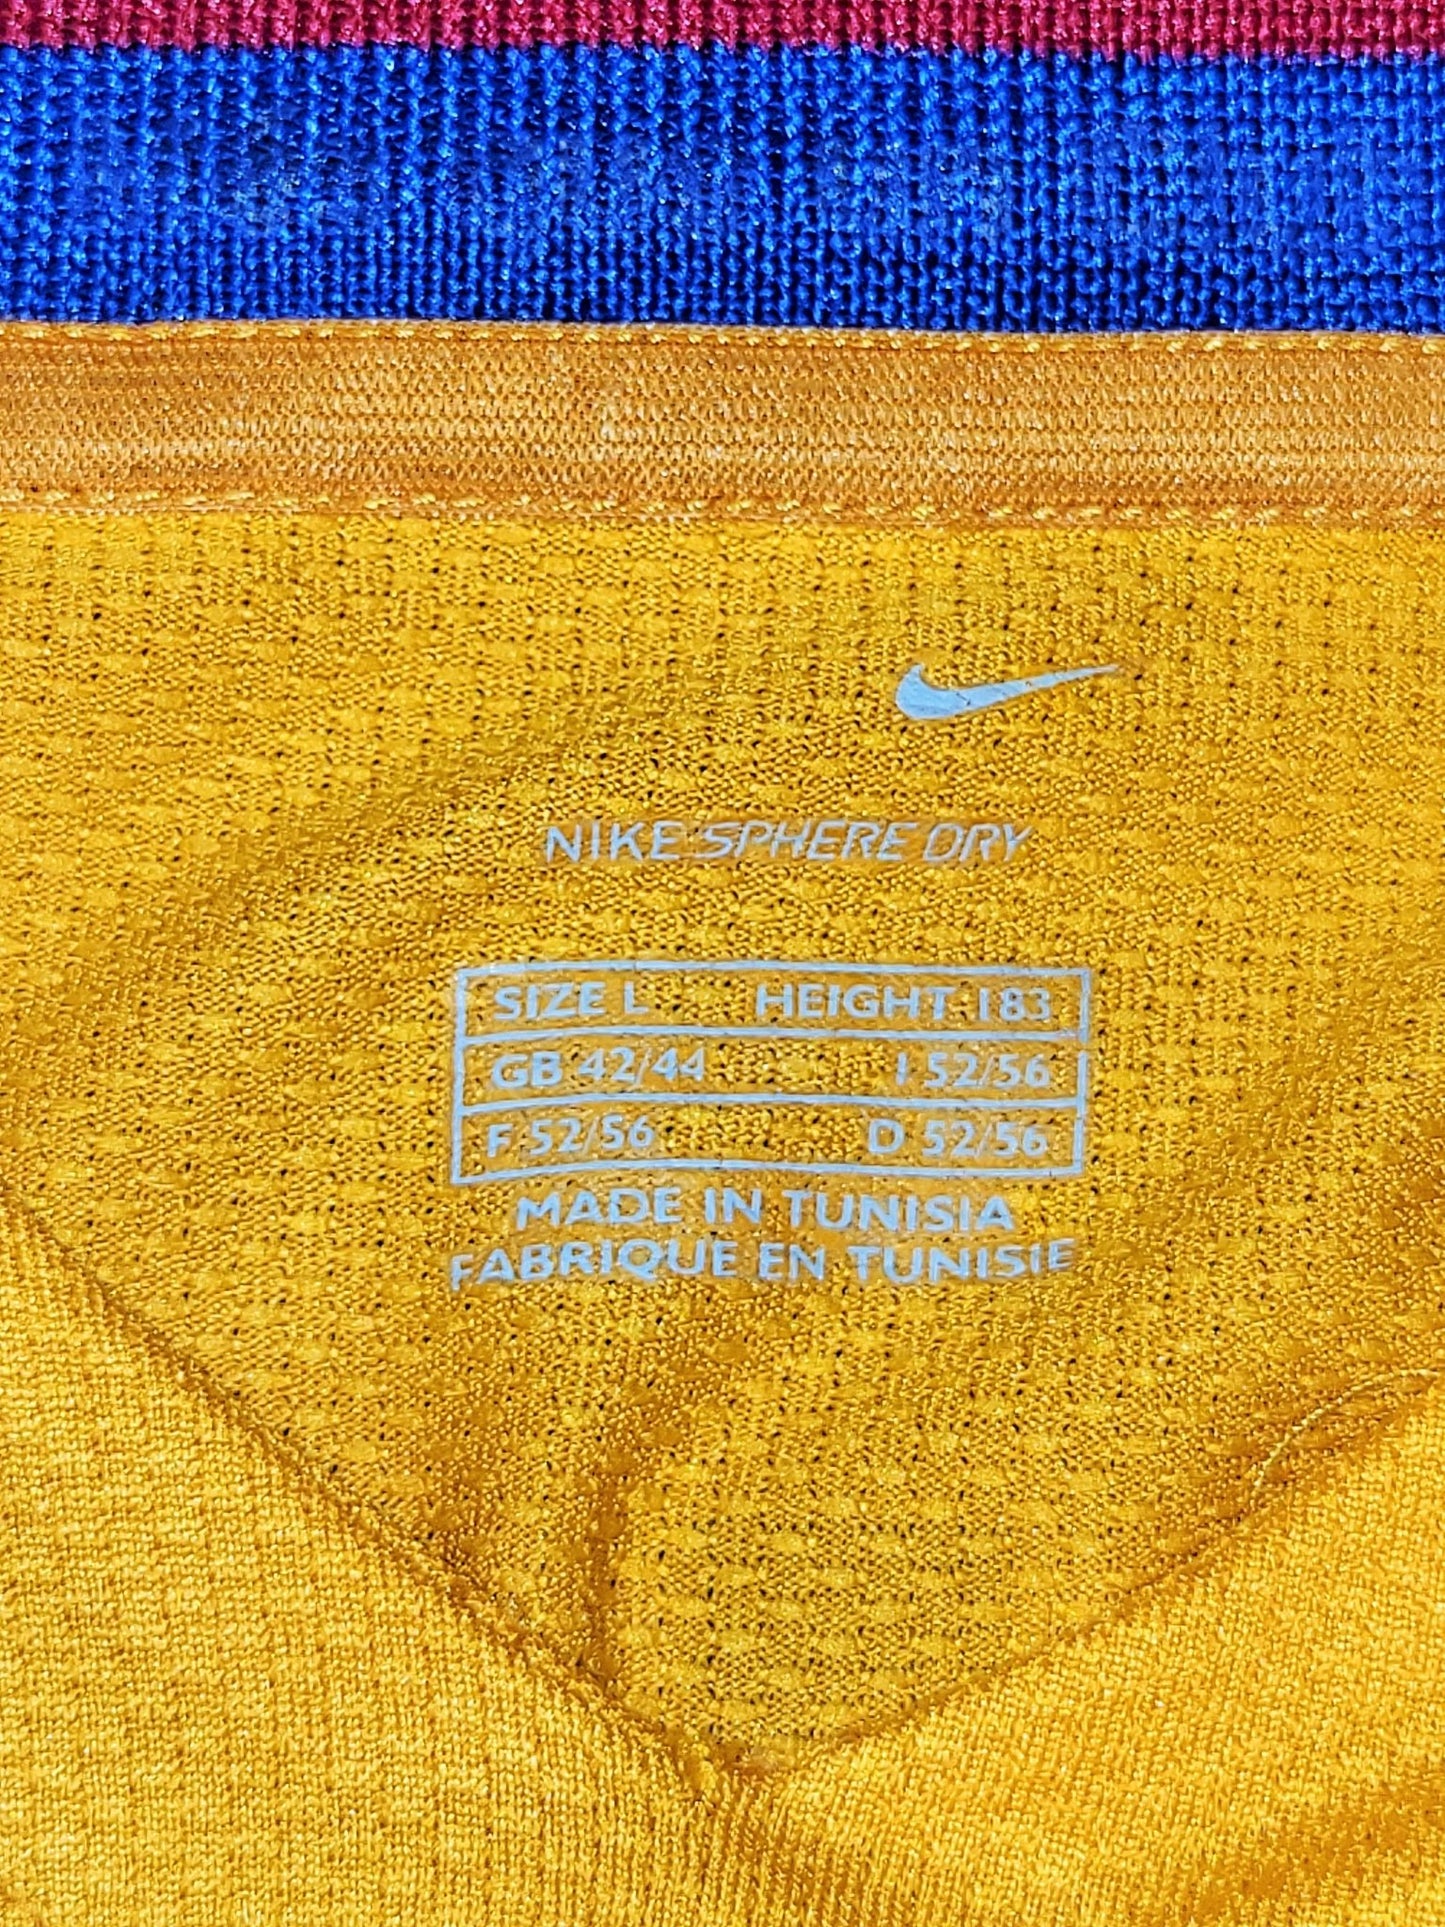 NIKE SPHERE DRY
SIZE L HEIGHT 183
GB 42/44 I 52/56
F 52/56 D 52/56
MADE IN TUNISIA
FABRIQUE EN TUNISIE